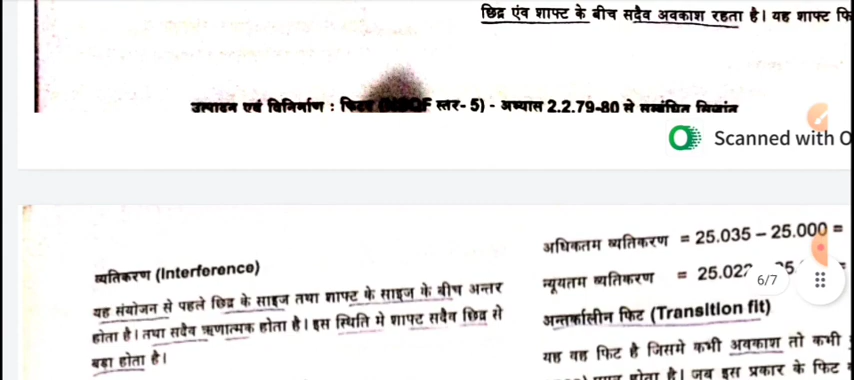 छिद्र एंव शाफ्ट के बीच सदैव अवकाश रहता है। यह शाफ्ट
उत्पादन एवं विनिर्माण : फिटर स्तर- 5) - अभ्यास 2.2.79-80 से सम्बंधित सिद्धांत
Scanned with O
व्यतिकरण (Interference)
यह संयोजन से पहले छिद्र के साइज तथा शाफ्ट के साइज के बीच अन्तर
होता है। तथा सदैव ऋणात्मक होता है। इस स्थिति मे शाफ्ट सदैव छिद्र से
बड़ा होता है।
अधिकतम व्यतिकरण = 25.035 – 25.000 =
न्यूयतम व्यतिकरण = 25.02
6/7
अन्तर्कालीन फिट (Transition fit)
यह वह फिट है जिसमे कभी अवकाश तो कभी
होता है। जब इस प्रकार के फिट